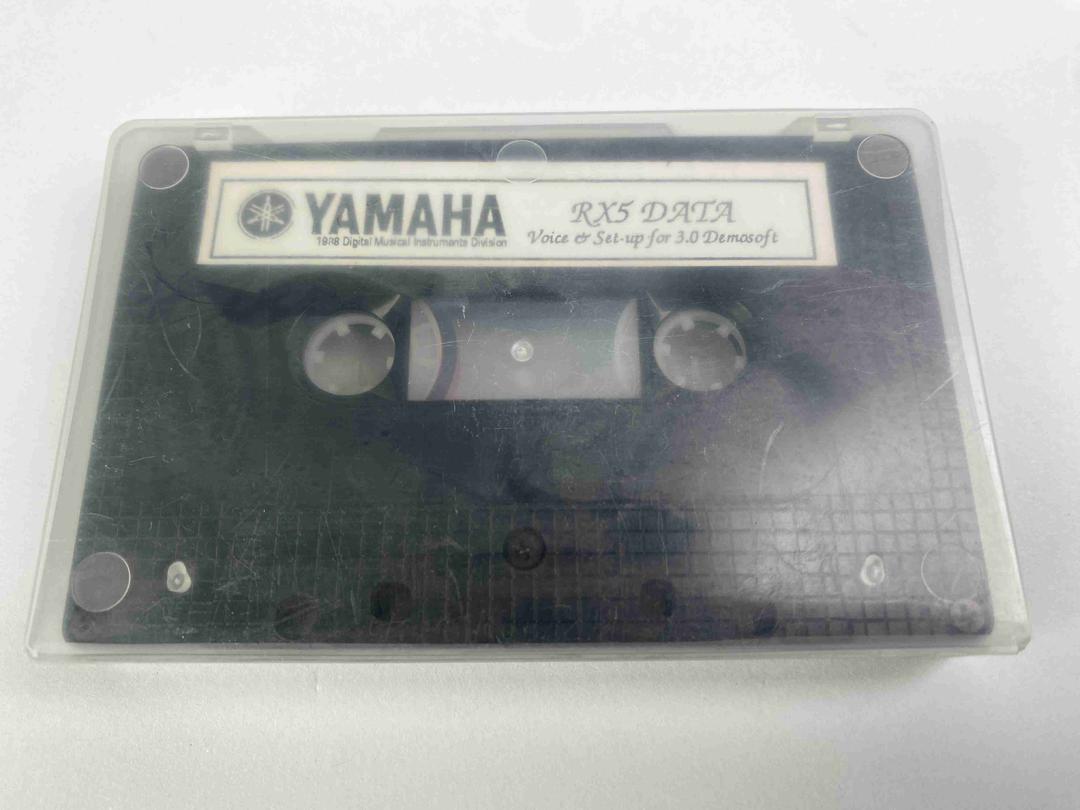 YAMAHA
1988 Digital Musical Instruments Division
RX5 DATA
Voice & Set-up for 3.0 Demosoft